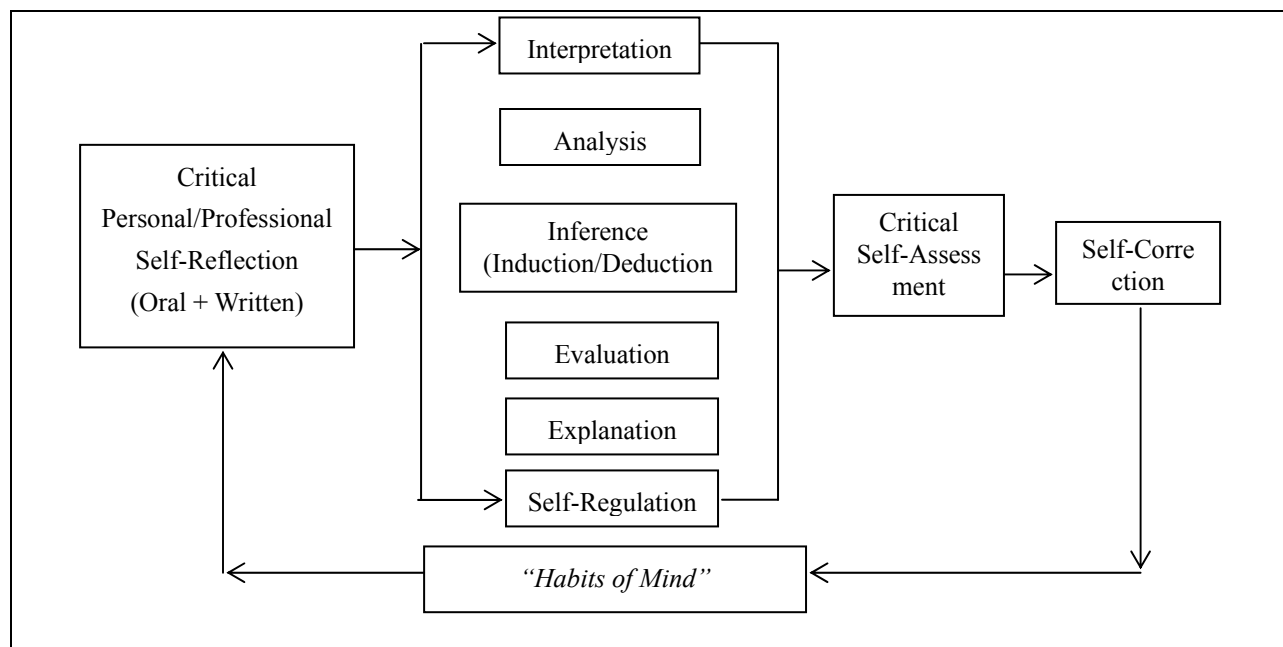 Critical
Personal/Professional
Self-Reflection
(Oral + Written)
Interpretation
Analysis
Inference
(Induction/Deduction
Evaluation
Explanation
Self-Regulation
Critical
Self-Assess
ment
Self-Corre
ction
“Habits of Mind”